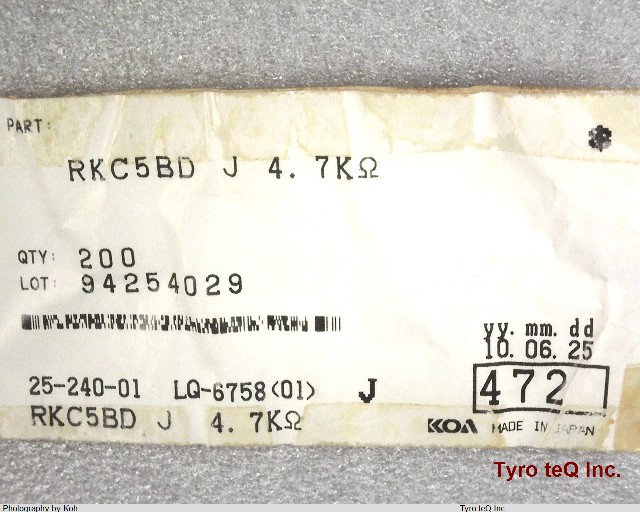 PART:
RKC5BD J 4.7KΩ
QTY: 200
LOT: 94254029
yy. mm. dd
10. 06. 25
25-240-01 LQ-6758(01) J
472
RKC5BD J 4.7KΩ
KOA MADE IN JAPAN
Tyro teQ Inc.
Photography by Koh
Tyro teQ Inc.